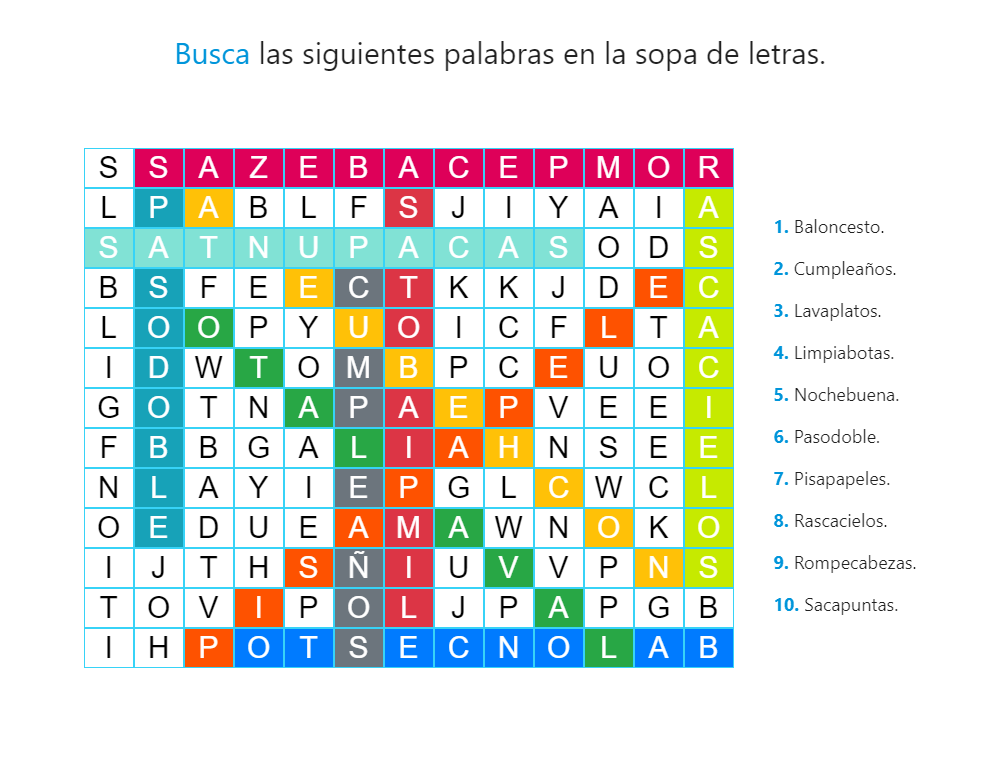 Busca las siguientes palabras en la sopa de letras.
S S A Z E B A C E P M O R
L P A B L F S J I Y A I A
S A T N U P A C A S O D S
B S F E E C T K K J D E C
L O O P Y U O I C F L T A
I D W T O M B P C E U O C
G O T N A P A E P V E E I
F B B G A L I A H N S E E
N L A Y I E P G L C W C L
O E D U E A M A W N O K O
I J T H S Ñ I U V V P N S
T O V I P O L J P A P G B
I H P O T S E C N O L A B
1. Baloncesto.
2. Cumpleaños.
3. Lavaplatos.
4. Limpiabotas.
5. Nochebuena.
6. Pasodoble.
7. Pisapapeles.
8. Rascacielos.
9. Rompecabezas.
10. Sacapuntas.